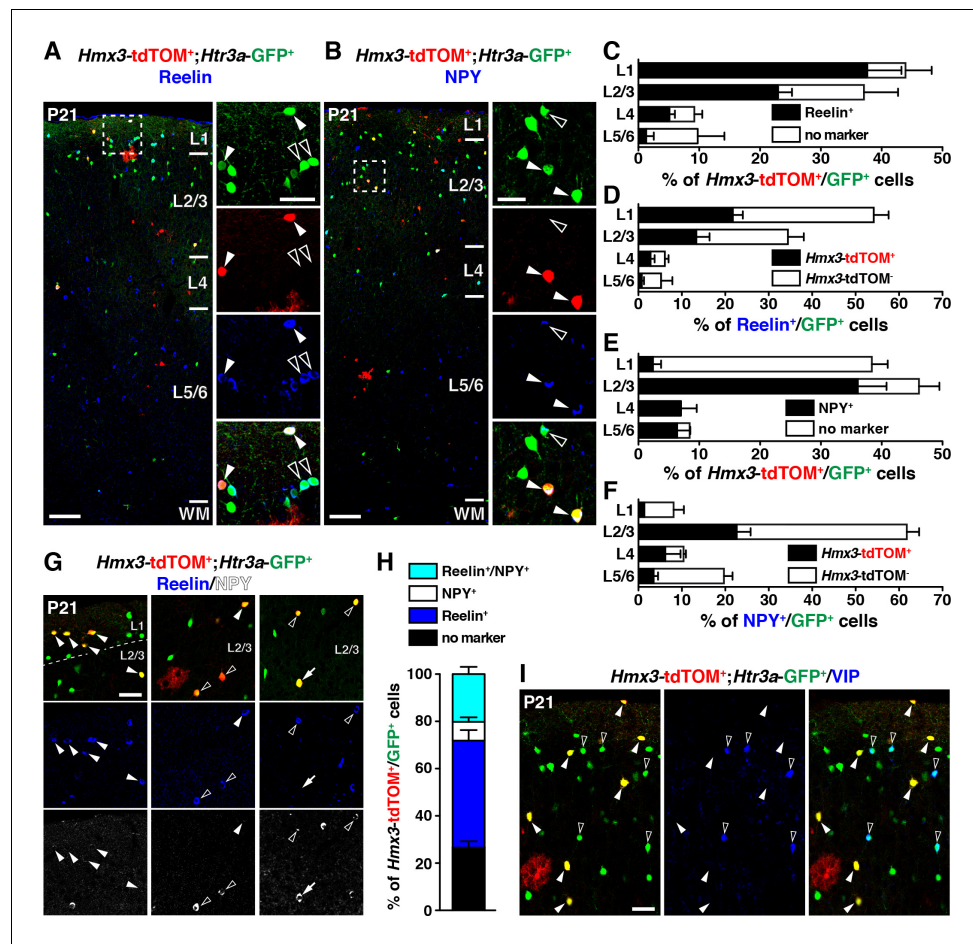 A
Hmx3-tdTOM⁺;Htr3a-GFP⁺
Reelin
P21
L1
L2/3
L4
L5/6
WM
B
Hmx3-tdTOM⁺;Htr3a-GFP⁺
NPY
P21
L1
L2/3
L4
L5/6
WM
C
L1
L2/3
L4
L5/6
Reelin⁺
no marker
0 10 20 30 40 50
% of Hmx3-tdTOM⁺/GFP⁺ cells
D
L1
L2/3
L4
L5/6
Hmx3-tdTOM⁺
Hmx3-tdTOM⁻
0 10 20 30 40 50 60 70
% of Reelin⁺/GFP⁺ cells
E
L1
L2/3
L4
L5/6
NPY⁺
no marker
0 10 20 30 40 50
% of Hmx3-tdTOM⁺/GFP⁺ cells
F
L1
L2/3
L4
L5/6
Hmx3-tdTOM⁺
Hmx3-tdTOM⁻
0 10 20 30 40 50 60 70
% of NPY⁺/GFP⁺ cells
G
Hmx3-tdTOM⁺;Htr3a-GFP⁺
Reelin/NPY
P21
L1
L2/3
L2/3
L2/3
H
Reelin⁺/NPY⁺
NPY⁺
Reelin⁺
no marker
100
80
60
40
20
0
% of Hmx3-tdTOM⁺/GFP⁺ cells
I
Hmx3-tdTOM⁺;Htr3a-GFP⁺/VIP
P21